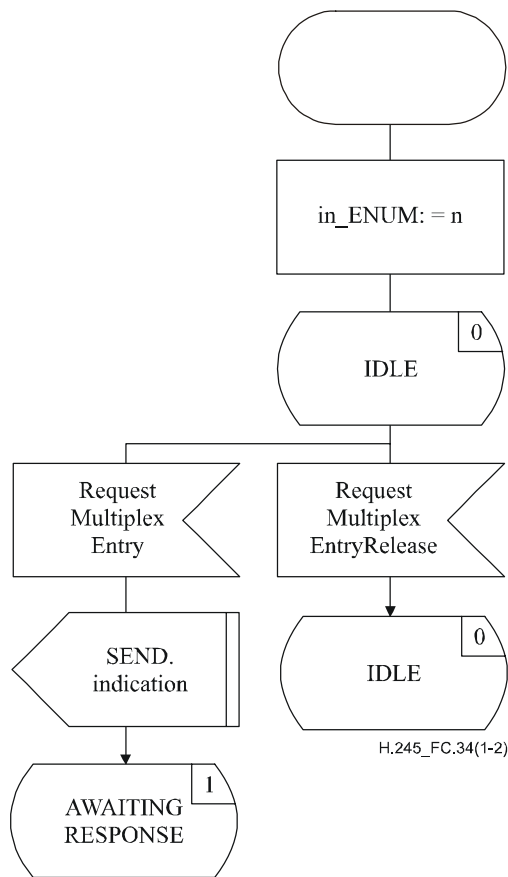 in_ENUM: = n
0
IDLE
Request
Multiplex
Entry
Request
Multiplex
EntryRelease
SEND.
indication
0
IDLE
H.245_FC.34(1-2)
1
AWAITING
RESPONSE